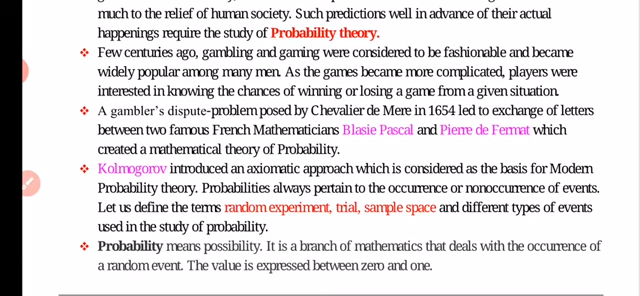 much to the relief of human society. Such predictions well in advance of their actual
happenings require the study of Probability theory.
❖ Few centuries ago, gambling and gaming were considered to be fashionable and became
widely popular among many men. As the games became more complicated, players were
interested in knowing the chances of winning or losing a game from a given situation.
❖ A gambler's dispute-problem posed by Chevalier de Mere in 1654 led to exchange of letters
between two famous French Mathematicians Blasie Pascal and Pierre de Fermat which
created a mathematical theory of Probability.
❖ Kolmogorov introduced an axiomatic approach which is considered as the basis for Modern
Probability theory. Probabilities always pertain to the occurrence or nonoccurrence of events.
Let us define the terms random experiment, trial, sample space and different types of events
used in the study of probability.
❖ Probability means possibility. It is a branch of mathematics that deals with the occurrence of
a random event. The value is expressed between zero and one.